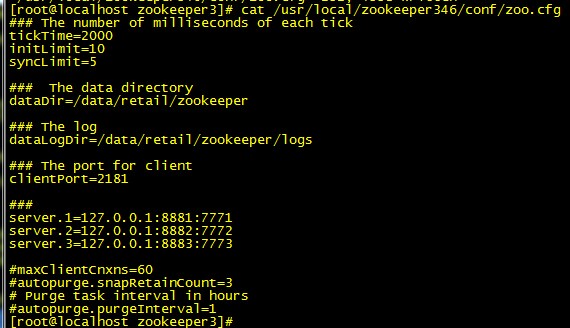 [root@localhost zookeeper3]# cat /usr/local/zookeeper346/conf/zoo.cfg
### The number of milliseconds of each tick
tickTime=2000
initLimit=10
syncLimit=5
###  The data directory
dataDir=/data/retail/zookeeper
### The log
dataLogDir=/data/retail/zookeeper/logs
### The port for client
clientPort=2181
###
server.1=127.0.0.1:8881:7771
server.2=127.0.0.1:8882:7772
server.3=127.0.0.1:8883:7773
#maxClientCnxns=60
#autopurge.snapRetainCount=3
# Purge task interval in hours
#autopurge.purgeInterval=1
[root@localhost zookeeper3]#